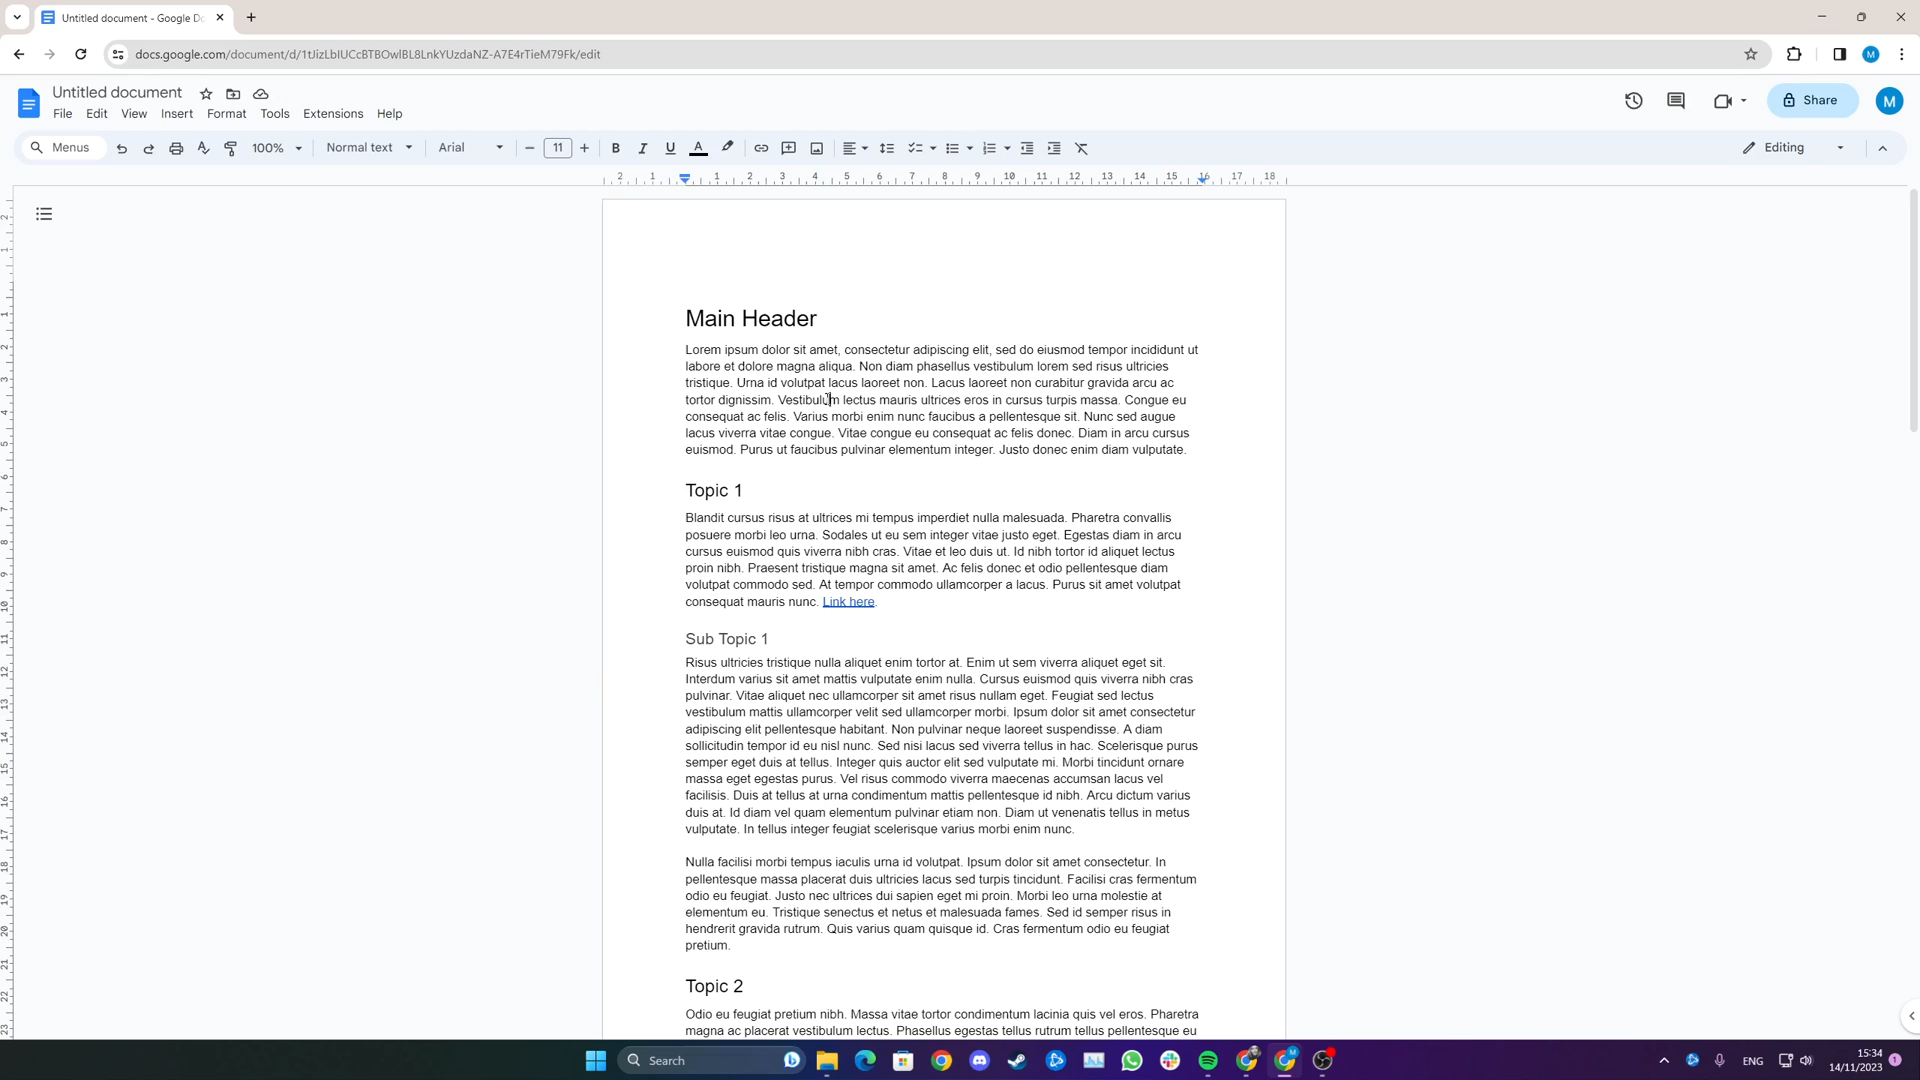 Untitled document - Google Do
docs.google.com/document/d/1tJizLbIUCcBTBOwlBL8LnkYUzdaNZ-A7E4rTieM79Fk/edit
M
Untitled document
File Edit View Insert Format Tools Extensions Help
Share
M
Menus 100% Normal text Arial 11 B I U A Editing
2 1 1 2 3 4 5 6 7 8 9 10 11 12 13 14 15 16 17 18
Main Header
Lorem ipsum dolor sit amet, consectetur adipiscing elit, sed do eiusmod tempor incididunt ut
labore et dolore magna aliqua. Non diam phasellus vestibulum lorem sed risus ultricies
tristique. Urna id volutpat lacus laoreet non. Lacus laoreet non curabitur gravida arcu ac
tortor dignissim. Vestibulum lectus mauris ultrices eros in cursus turpis massa. Congue eu
consequat ac felis. Varius morbi enim nunc faucibus a pellentesque sit. Nunc sed augue
lacus viverra vitae congue. Vitae congue eu consequat ac felis donec. Diam in arcu cursus
euismod. Purus ut faucibus pulvinar elementum integer. Justo donec enim diam vulputate.
Topic 1
Blandit cursus risus at ultrices mi tempus imperdiet nulla malesuada. Pharetra convallis
posuere morbi leo urna. Sodales ut eu sem integer vitae justo eget. Egestas diam in arcu
cursus euismod quis viverra nibh cras. Vitae et leo duis ut. Id nibh tortor id aliquet lectus
proin nibh. Praesent tristique magna sit amet. Ac felis donec et odio pellentesque diam
volutpat commodo sed. At tempor commodo ullamcorper a lacus. Purus sit amet volutpat
consequat mauris nunc. Link here.
Sub Topic 1
Risus ultricies tristique nulla aliquet enim tortor at. Enim ut sem viverra aliquet eget sit.
Interdum varius sit amet mattis vulputate enim nulla. Cursus euismod quis viverra nibh cras
pulvinar. Vitae aliquet nec ullamcorper sit amet risus nullam eget. Feugiat sed lectus
vestibulum mattis ullamcorper velit sed ullamcorper morbi. Ipsum dolor sit amet consectetur
adipiscing elit pellentesque habitant. Non pulvinar neque laoreet suspendisse. A diam
sollicitudin tempor id eu nisl nunc. Sed nisi lacus sed viverra tellus in hac. Scelerisque purus
semper eget duis at tellus. Integer quis auctor elit sed vulputate mi. Morbi tincidunt ornare
massa eget egestas purus. Vel risus commodo viverra maecenas accumsan lacus vel
facilisis. Duis at tellus at urna condimentum mattis pellentesque id nibh. Arcu dictum varius
duis at. Id diam vel quam elementum pulvinar etiam non. Diam ut venenatis tellus in metus
vulputate. In tellus integer feugiat scelerisque varius morbi enim nunc.
Nulla facilisi morbi tempus iaculis urna id volutpat. Ipsum dolor sit amet consectetur. In
pellentesque massa placerat duis ultricies lacus sed turpis tincidunt. Facilisi cras fermentum
odio eu feugiat. Justo nec ultrices dui sapien eget mi proin. Morbi leo urna molestie at
elementum eu. Tristique senectus et netus et malesuada fames. Sed id semper risus in
hendrerit gravida rutrum. Quis varius quam quisque id. Cras fermentum odio eu feugiat
pretium.
Topic 2
Odio eu feugiat pretium nibh. Massa vitae tortor condimentum lacinia quis vel eros. Pharetra
magna ac placerat vestibulum lectus. Phasellus egestas tellus rutrum tellus pellentesque eu
Search ENG 15:34
14/11/2023 1